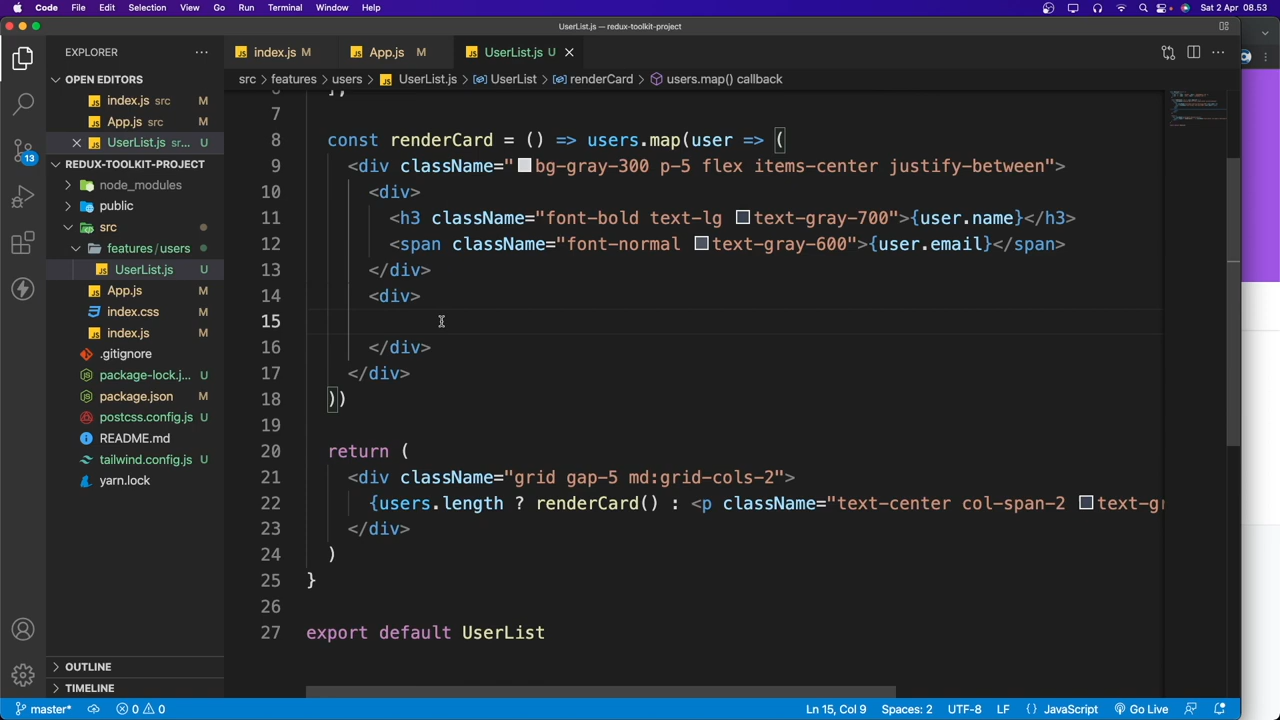 Code File Edit Selection View Go Run Terminal Window Help Sat 2 Apr 08.53
UserList.js — redux-toolkit-project
EXPLORER
index.js M App.js M UserList.js U
src > features > users > UserList.js > UserList > renderCard > users.map() callback
OPEN EDITORS
index.js src M
App.js src M
UserList.js s... U
REDUX-TOOLKIT-PROJECT
node_modules
public
src
features/users
UserList.js U
App.js M
index.css M
index.js M
.gitignore
package-lock.j... U
package.json M
postcss.config.js U
README.md
tailwind.config.js U
yarn.lock
OUTLINE
TIMELINE
13
7
8 const renderCard = () => users.map(user => (
9 <div className="bg-gray-300 p-5 flex items-center justify-between">
10 <div>
11 <h3 className="font-bold text-lg text-gray-700">{user.name}</h3>
12 <span className="font-normal text-gray-600">{user.email}</span>
13 </div>
14 <div>
15
16 </div>
17 </div>
18 ))
19
20 return (
21 <div className="grid gap-5 md:grid-cols-2">
22 {users.length ? renderCard() : <p className="text-center col-span-2 text-gr
23 </div>
24 )
25 }
26
27 export default UserList
master* 0 0 Ln 15, Col 9 Spaces: 2 UTF-8 LF JavaScript Go Live